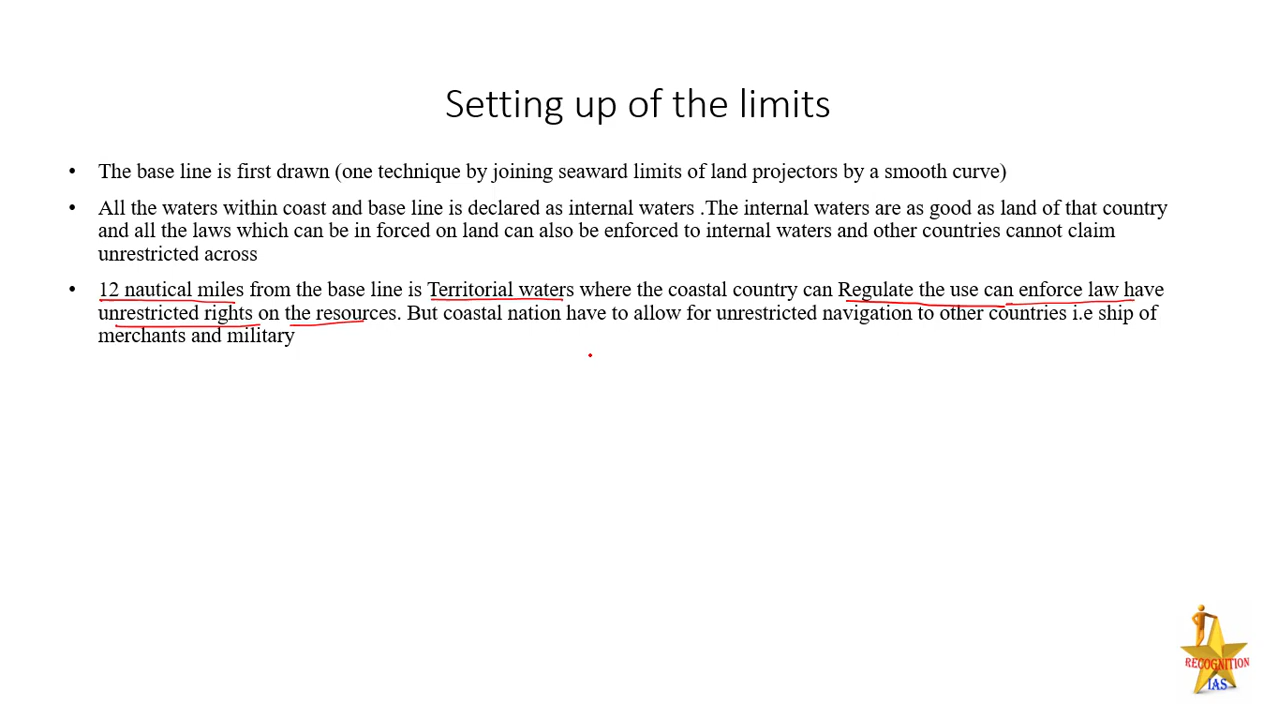 Setting up of the limits
• The base line is first drawn (one technique by joining seaward limits of land projectors by a smooth curve)
• All the waters within coast and base line is declared as internal waters .The internal waters are as good as land of that country
and all the laws which can be in forced on land can also be enforced to internal waters and other countries cannot claim
unrestricted across
• 12 nautical miles from the base line is Territorial waters where the coastal country can Regulate the use can enforce law have
unrestricted rights on the resources. But coastal nation have to allow for unrestricted navigation to other countries i.e ship of
merchants and military
RECOGNITION
IAS